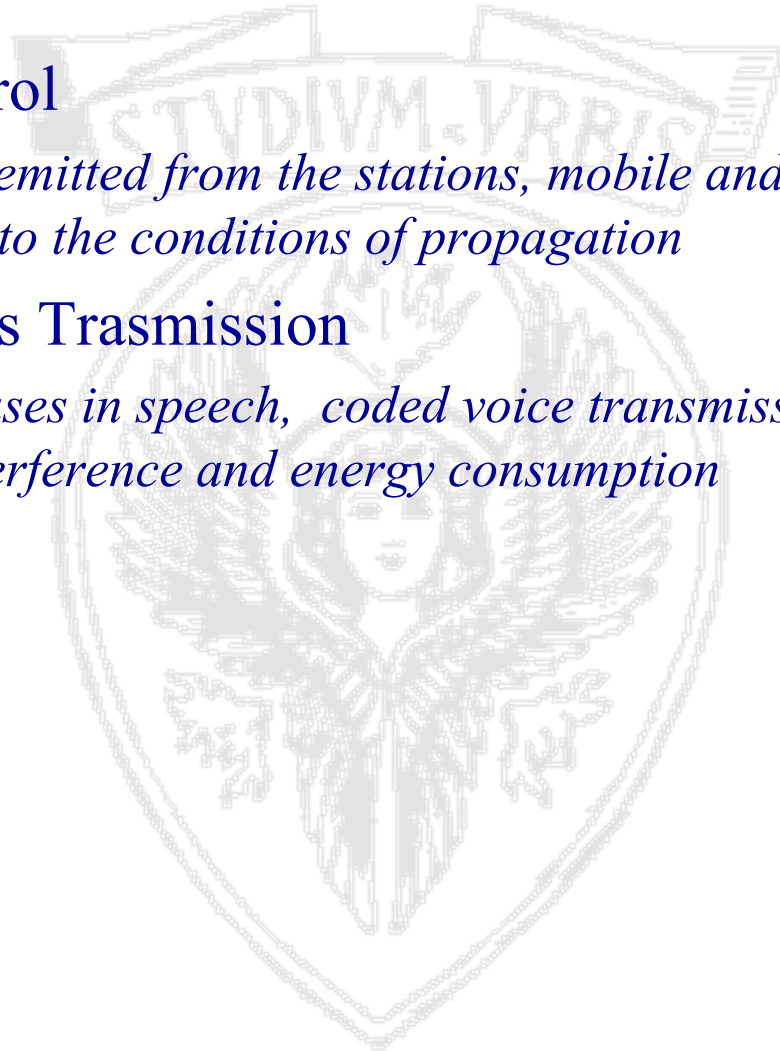 STVDIVM VRBIS
rol
emitted from the stations, mobile and
to the conditions of propagation
s Trasmission
uses in speech, coded voice transmiss
erference and energy consumption